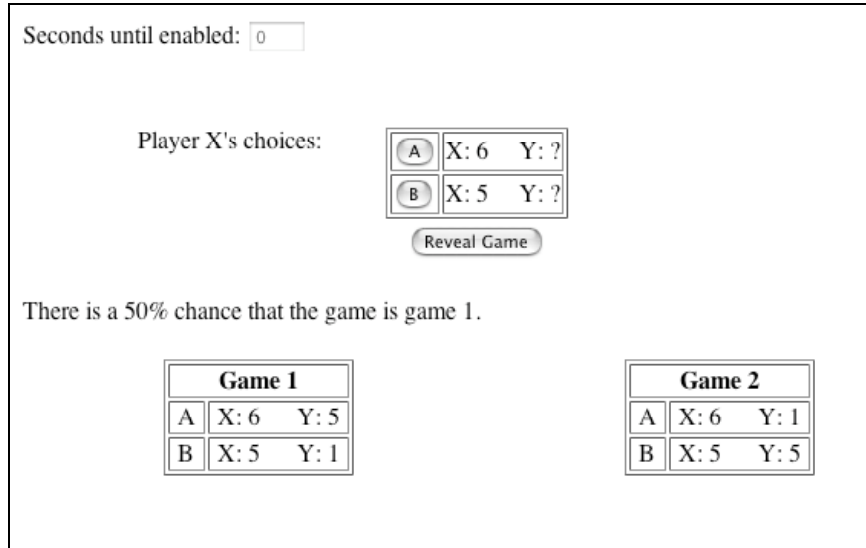 Seconds until enabled: 0
Player X's choices:
A X: 6 Y: ?
B X: 5 Y: ?
Reveal Game
There is a 50% chance that the game is game 1.
Game 1 Game 2
A X: 6 Y: 5 A X: 6 Y: 1
B X: 5 Y: 1 B X: 5 Y: 5